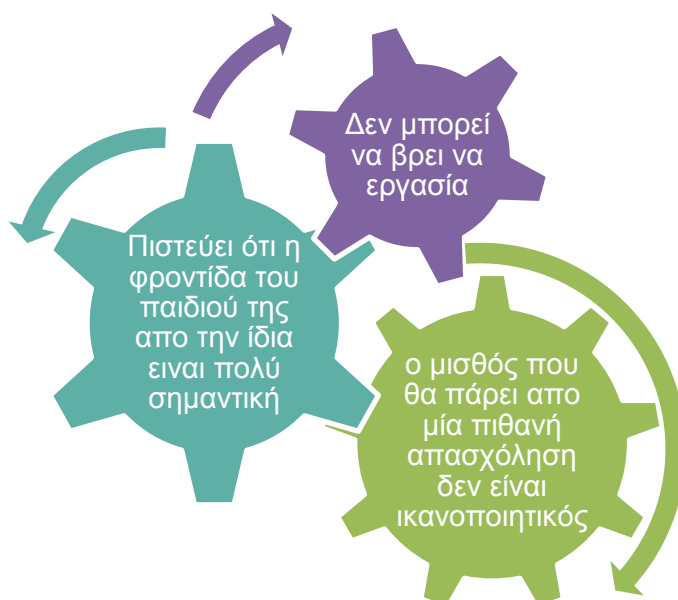 Δεν μπορεί
να βρει να
εργασία
Πιστεύει ότι η
φροντίδα του
παιδιού της
απο την ίδια
ειναι πολύ
σημαντική
ο μισθός που
θα πάρει απο
μία πιθανή
απασχόληση
δεν είναι
ικανοποιητικός